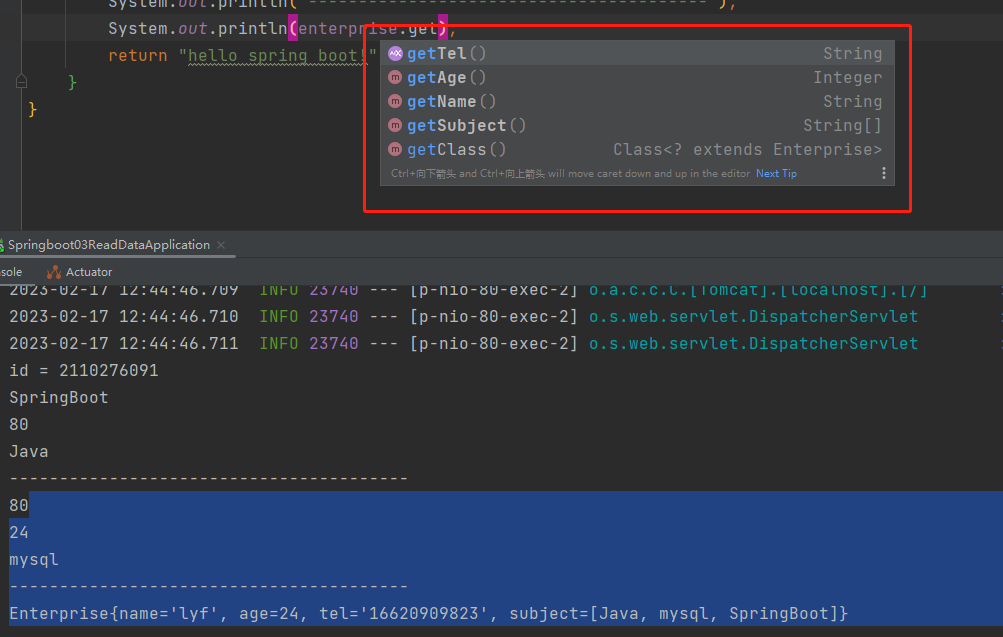 System.out.println("----------------------------------------");
System.out.println(enterprise.get);
return "hello spring boot!"
}
}
getTel() String
getAge() Integer
getName() String
getSubject() String[]
getClass() Class<? extends Enterprise>
Ctrl+向下箭头 and Ctrl+向上箭头 will move caret down and up in the editor Next Tip
Springboot03ReadDataApplication ×
sole Actuator
2023-02-17 12:44:46.709 INFO 23740 --- [p-nio-80-exec-2] o.a.c.c.C.[Tomcat].[localhost].[/]
2023-02-17 12:44:46.710 INFO 23740 --- [p-nio-80-exec-2] o.s.web.servlet.DispatcherServlet
2023-02-17 12:44:46.711 INFO 23740 --- [p-nio-80-exec-2] o.s.web.servlet.DispatcherServlet
id = 2110276091
SpringBoot
80
Java
----------------------------------------
80
24
mysql
----------------------------------------
Enterprise{name='lyf', age=24, tel='16620909823', subject=[Java, mysql, SpringBoot]}